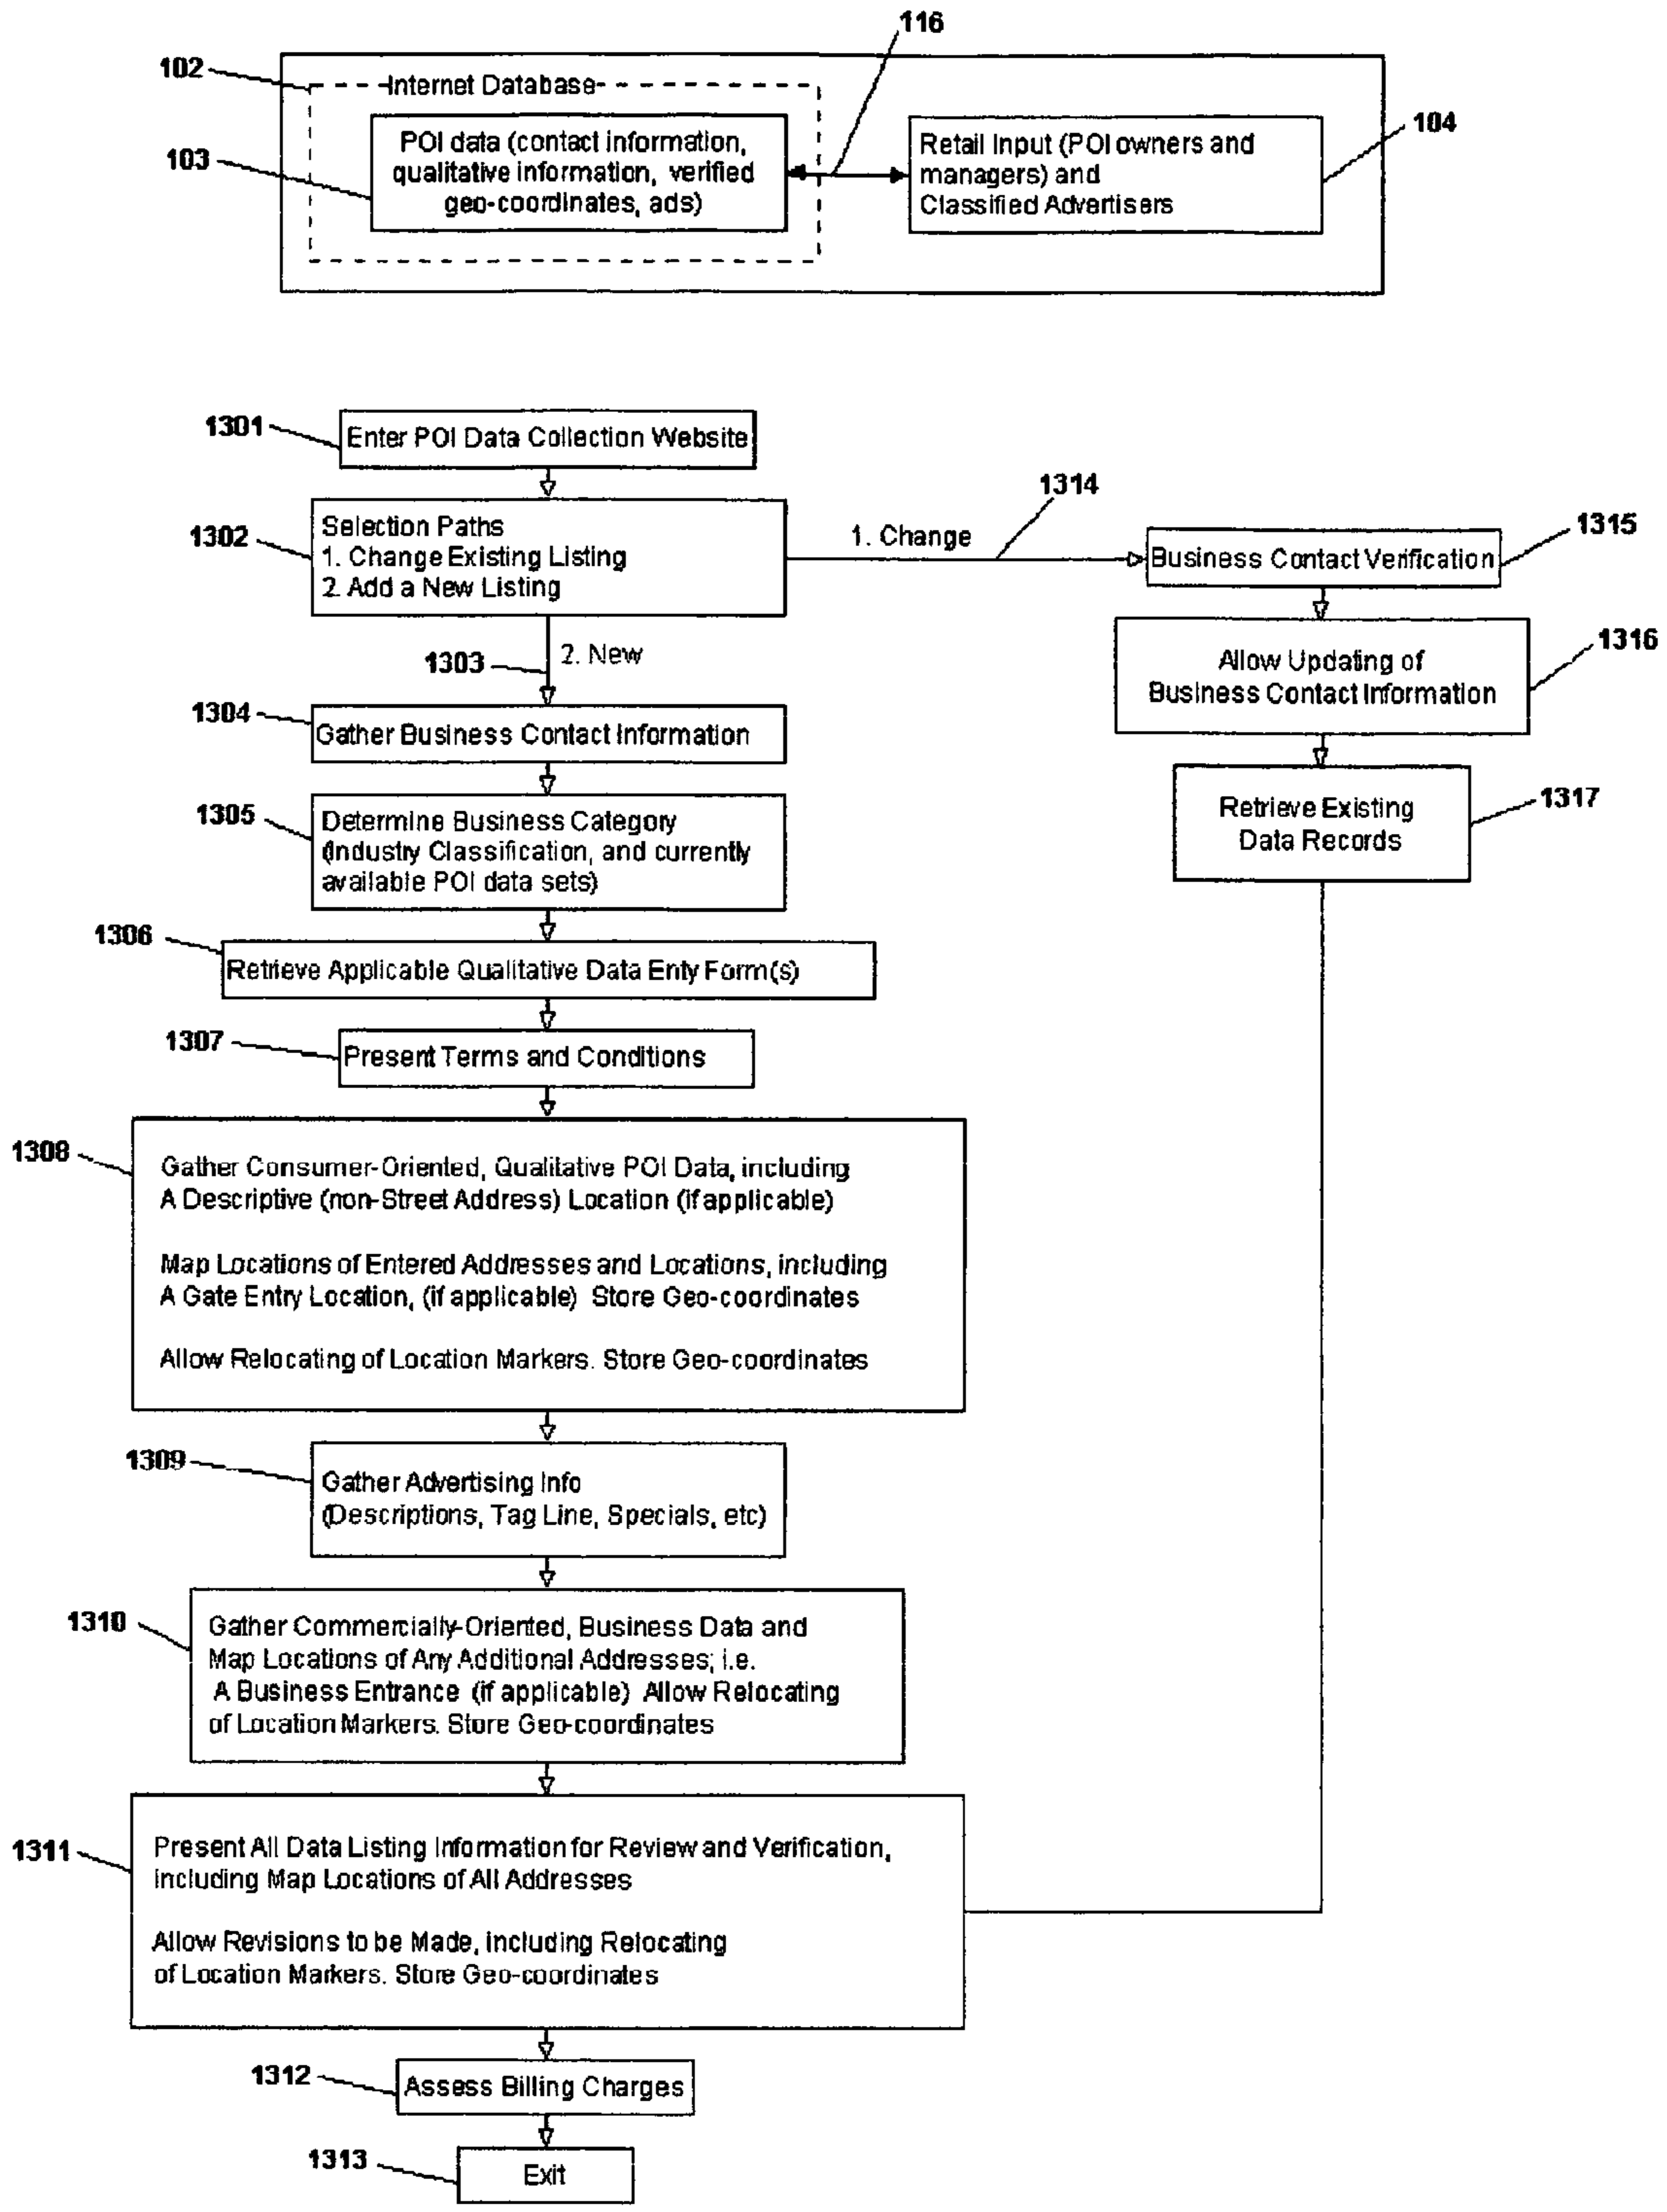 116
102
Internet Database
103
POI data (contact information,
qualitative information, verified
geo-coordinates, ads)
Retail Input (POI owners and
managers) and
Classified Advertisers
104
1301
Enter POI Data Collection Website
1302
Selection Paths
1. Change Existing Listing
2. Add a New Listing
1. Change
1314
Business Contact Verification
1315
1303
2. New
Allow Updating of
Business Contact Information
1316
1304
Gather Business Contact Information
1305
Determine Business Category
(Industry Classification, and currently
available POI data sets)
Retrieve Existing
Data Records
1317
1306
Retrieve Applicable Qualitative Data Enty Form(s)
1307
Present Terms and Conditions
1308
Gather Consumer-Oriented, Qualitative POI Data, including
A Descriptive (non-Street Address) Location (if applicable)
Map Locations of Entered Addresses and Locations, including
A Gate Entry Location, (if applicable) Store Geo-coordinates
Allow Relocating of Location Markers. Store Geo-coordinates
1309
Gather Advertising Info
(Descriptions, Tag Line, Specials, etc)
1310
Gather Commercially-Oriented, Business Data and
Map Locations of Any Additional Addresses; i.e.
A Business Entrance (if applicable) Allow Relocating
of Location Markers. Store Geo-coordinates
1311
Present All Data Listing Information for Review and Verification,
including Map Locations of All Addresses
Allow Revisions to be Made, including Relocating
of Location Markers. Store Geo-coordinates
1312
Assess Billing Charges
1313
Exit